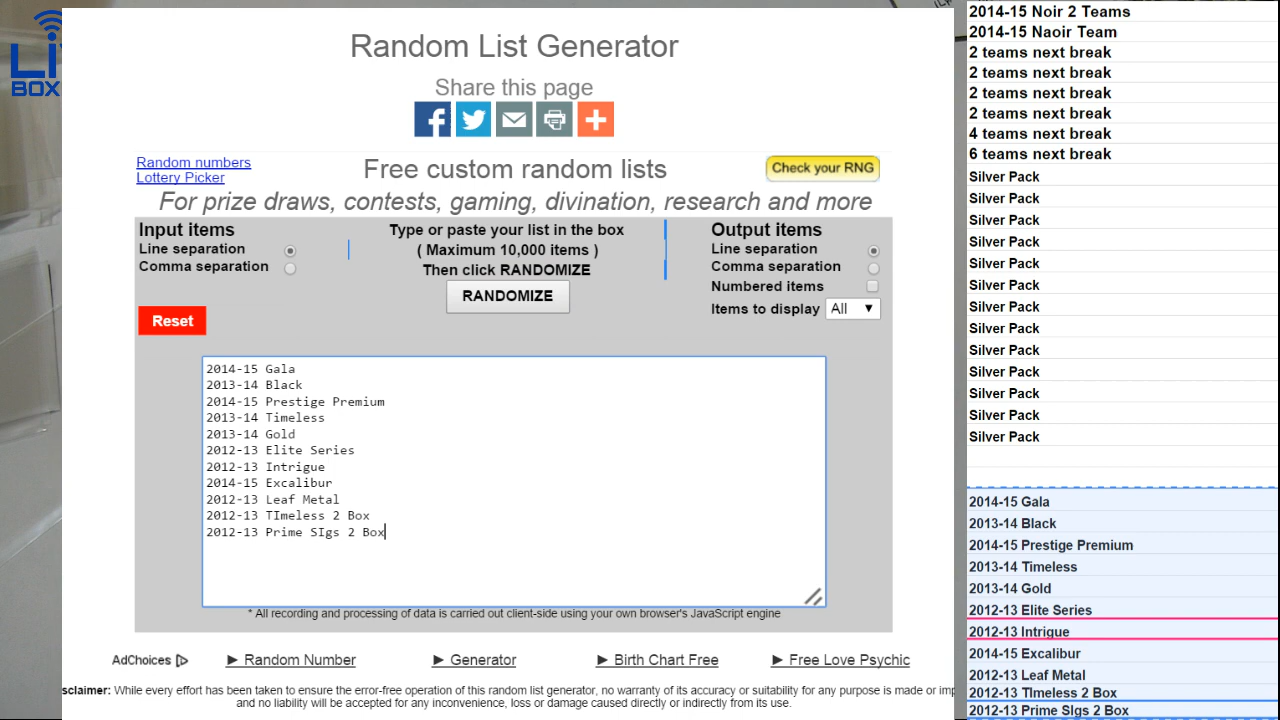 Li
BOX
Random List Generator
Share this page
Random numbers
Lottery Picker
Free custom random lists
Check your RNG
For prize draws, contests, gaming, divination, research and more
Input items
Line separation
Comma separation
Type or paste your list in the box
( Maximum 10,000 items )
Then click RANDOMIZE
RANDOMIZE
Output items
Line separation
Comma separation
Numbered items
Items to display All
Reset
2014-15 Gala
2013-14 Black
2014-15 Prestige Premium
2013-14 Timeless
2013-14 Gold
2012-13 Elite Series
2012-13 Intrigue
2014-15 Excalibur
2012-13 Leaf Metal
2012-13 TImeless 2 Box
2012-13 Prime SIgs 2 Box
* All recording and processing of data is carried out client-side using your own browser's JavaScript engine
AdChoices
► Random Number
► Generator
► Birth Chart Free
► Free Love Psychic
sclaimer: While every effort has been taken to ensure the error-free operation of this random list generator, no warranty of its accuracy or suitability for any purpose is made or imp
and no liability will be accepted for any inconvenience, loss or damage caused directly or indirectly from its use.
2014-15 Noir 2 Teams
2014-15 Naoir Team
2 teams next break
2 teams next break
2 teams next break
2 teams next break
4 teams next break
6 teams next break
Silver Pack
Silver Pack
Silver Pack
Silver Pack
Silver Pack
Silver Pack
Silver Pack
Silver Pack
Silver Pack
Silver Pack
Silver Pack
Silver Pack
Silver Pack
2014-15 Gala
2013-14 Black
2014-15 Prestige Premium
2013-14 Timeless
2013-14 Gold
2012-13 Elite Series
2012-13 Intrigue
2014-15 Excalibur
2012-13 Leaf Metal
2012-13 TImeless 2 Box
2012-13 Prime SIgs 2 Box